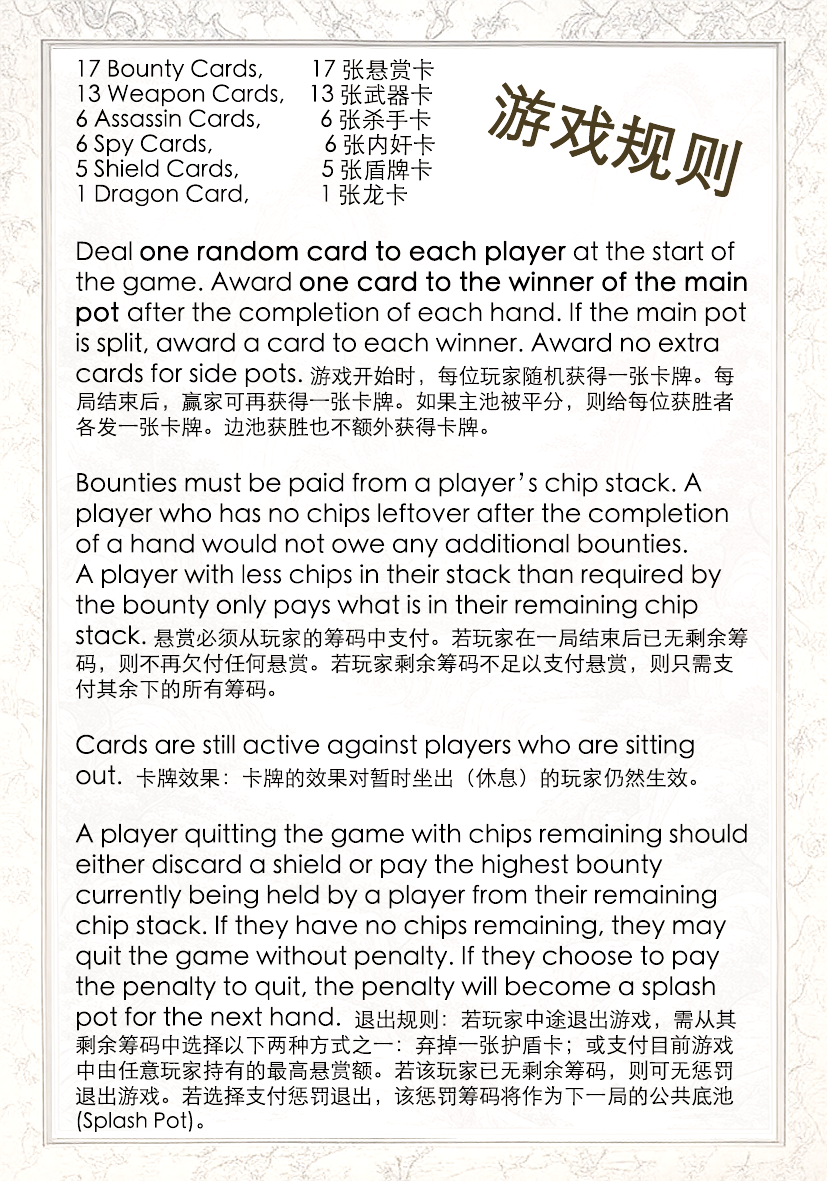 17 Bounty Cards, 17 张悬赏卡
13 Weapon Cards, 13 张武器卡
6 Assassin Cards, 6 张杀手卡
6 Spy Cards, 6 张内奸卡
5 Shield Cards, 5 张盾牌卡
1 Dragon Card, 1 张龙卡
游戏规则
Deal one random card to each player at the start of
the game. Award one card to the winner of the main
pot after the completion of each hand. If the main pot
is split, award a card to each winner. Award no extra
cards for side pots. 游戏开始时，每位玩家随机获得一张卡牌。每
局结束后，赢家可再获得一张卡牌。如果主池被平分，则给每位获胜者
各发一张卡牌。边池获胜也不额外获得卡牌。
Bounties must be paid from a player’s chip stack. A
player who has no chips leftover after the completion
of a hand would not owe any additional bounties.
A player with less chips in their stack than required by
the bounty only pays what is in their remaining chip
stack. 悬赏必须从玩家的筹码中支付。若玩家在一局结束后已无剩余筹
码，则不再欠付任何悬赏。若玩家剩余筹码不足以支付悬赏，则只需支
付其余下的所有筹码。
Cards are still active against players who are sitting
out. 卡牌效果：卡牌的效果对暂时坐出（休息）的玩家仍然生效。
A player quitting the game with chips remaining should
either discard a shield or pay the highest bounty
currently being held by a player from their remaining
chip stack. If they have no chips remaining, they may
quit the game without penalty. If they choose to pay
the penalty to quit, the penalty will become a splash
pot for the next hand. 退出规则：若玩家中途退出游戏，需从其
剩余筹码中选择以下两种方式之一：弃掉一张护盾卡；或支付目前游戏
中由任意玩家持有的最高悬赏额。若该玩家已无剩余筹码，则可无惩罚
退出游戏。若选择支付惩罚退出，该惩罚筹码将作为下一局的公共底池
(Splash Pot)。